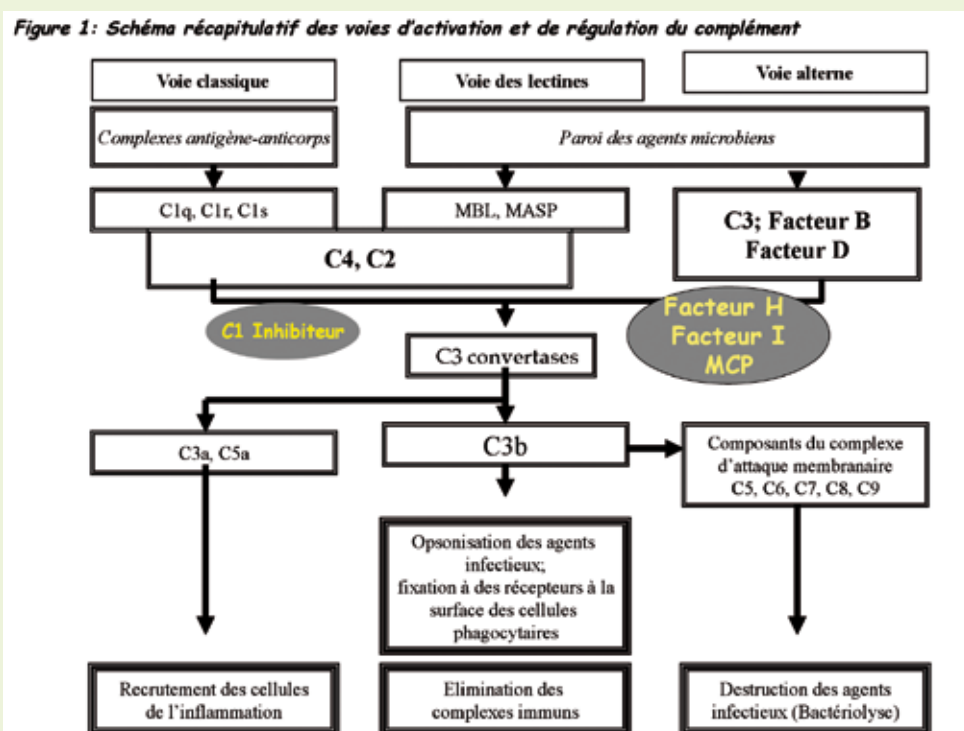 Figure 1: Schéma récapitulatif des voies d'activation et de régulation du complément
Voie classique
Voie des lectines
Voie alterne
Complexes antigène-anticorps
Paroi des agents microbiens
C1q, C1r, C1s
MBL, MASP
C3; Facteur B
Facteur D
C4, C2
C1 Inhibiteur
Facteur H
Facteur I
MCP
C3 convertases
C3a, C5a
C3b
Composants du complexe
d'attaque membranaire
C5, C6, C7, C8, C9
Opsonisation des agents
infectieux;
fixation à des récepteurs à la
surface des cellules
phagocytaires
Recrutement des cellules
de l'inflammation
Elimination des
complexes immuns
Destruction des agents
infectieux (Bactériolyse)